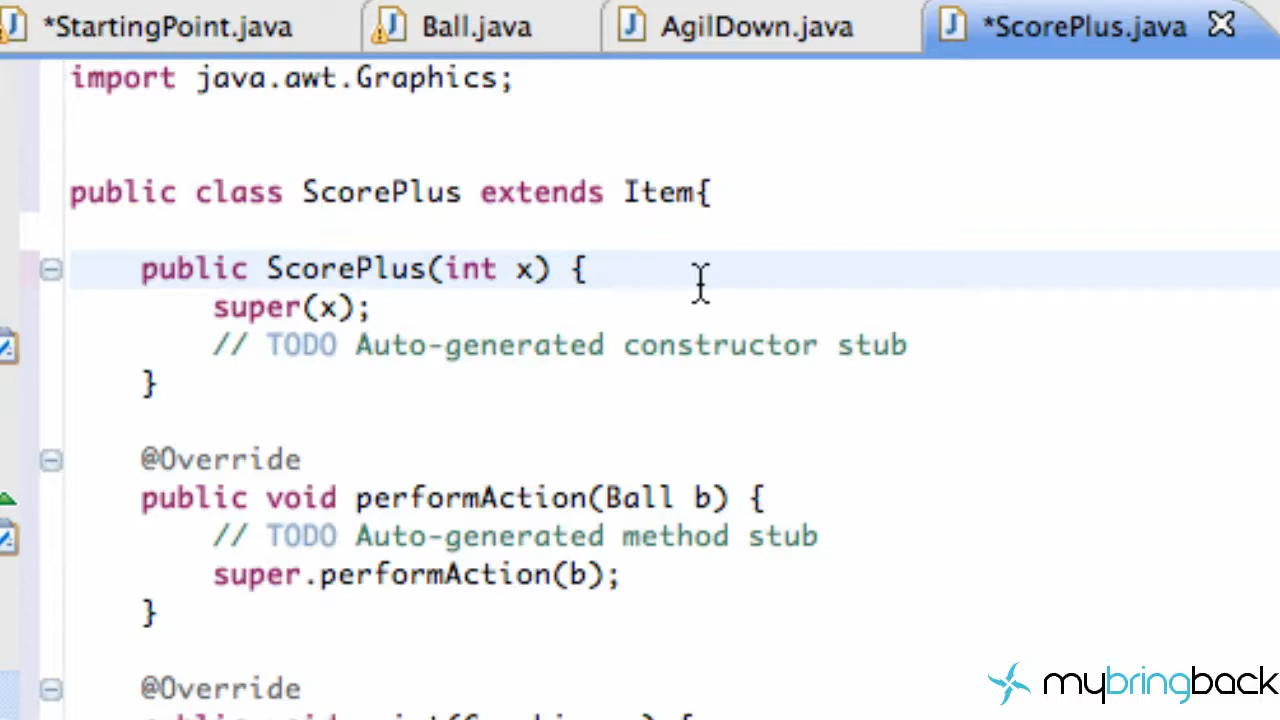 *StartingPoint.java Ball.java AgilDown.java *ScorePlus.java
import java.awt.Graphics;
public class ScorePlus extends Item{
public ScorePlus(int x) {
super(x);
// TODO Auto-generated constructor stub
}
@Override
public void performAction(Ball b) {
// TODO Auto-generated method stub
super.performAction(b);
}
@Override
mybringback